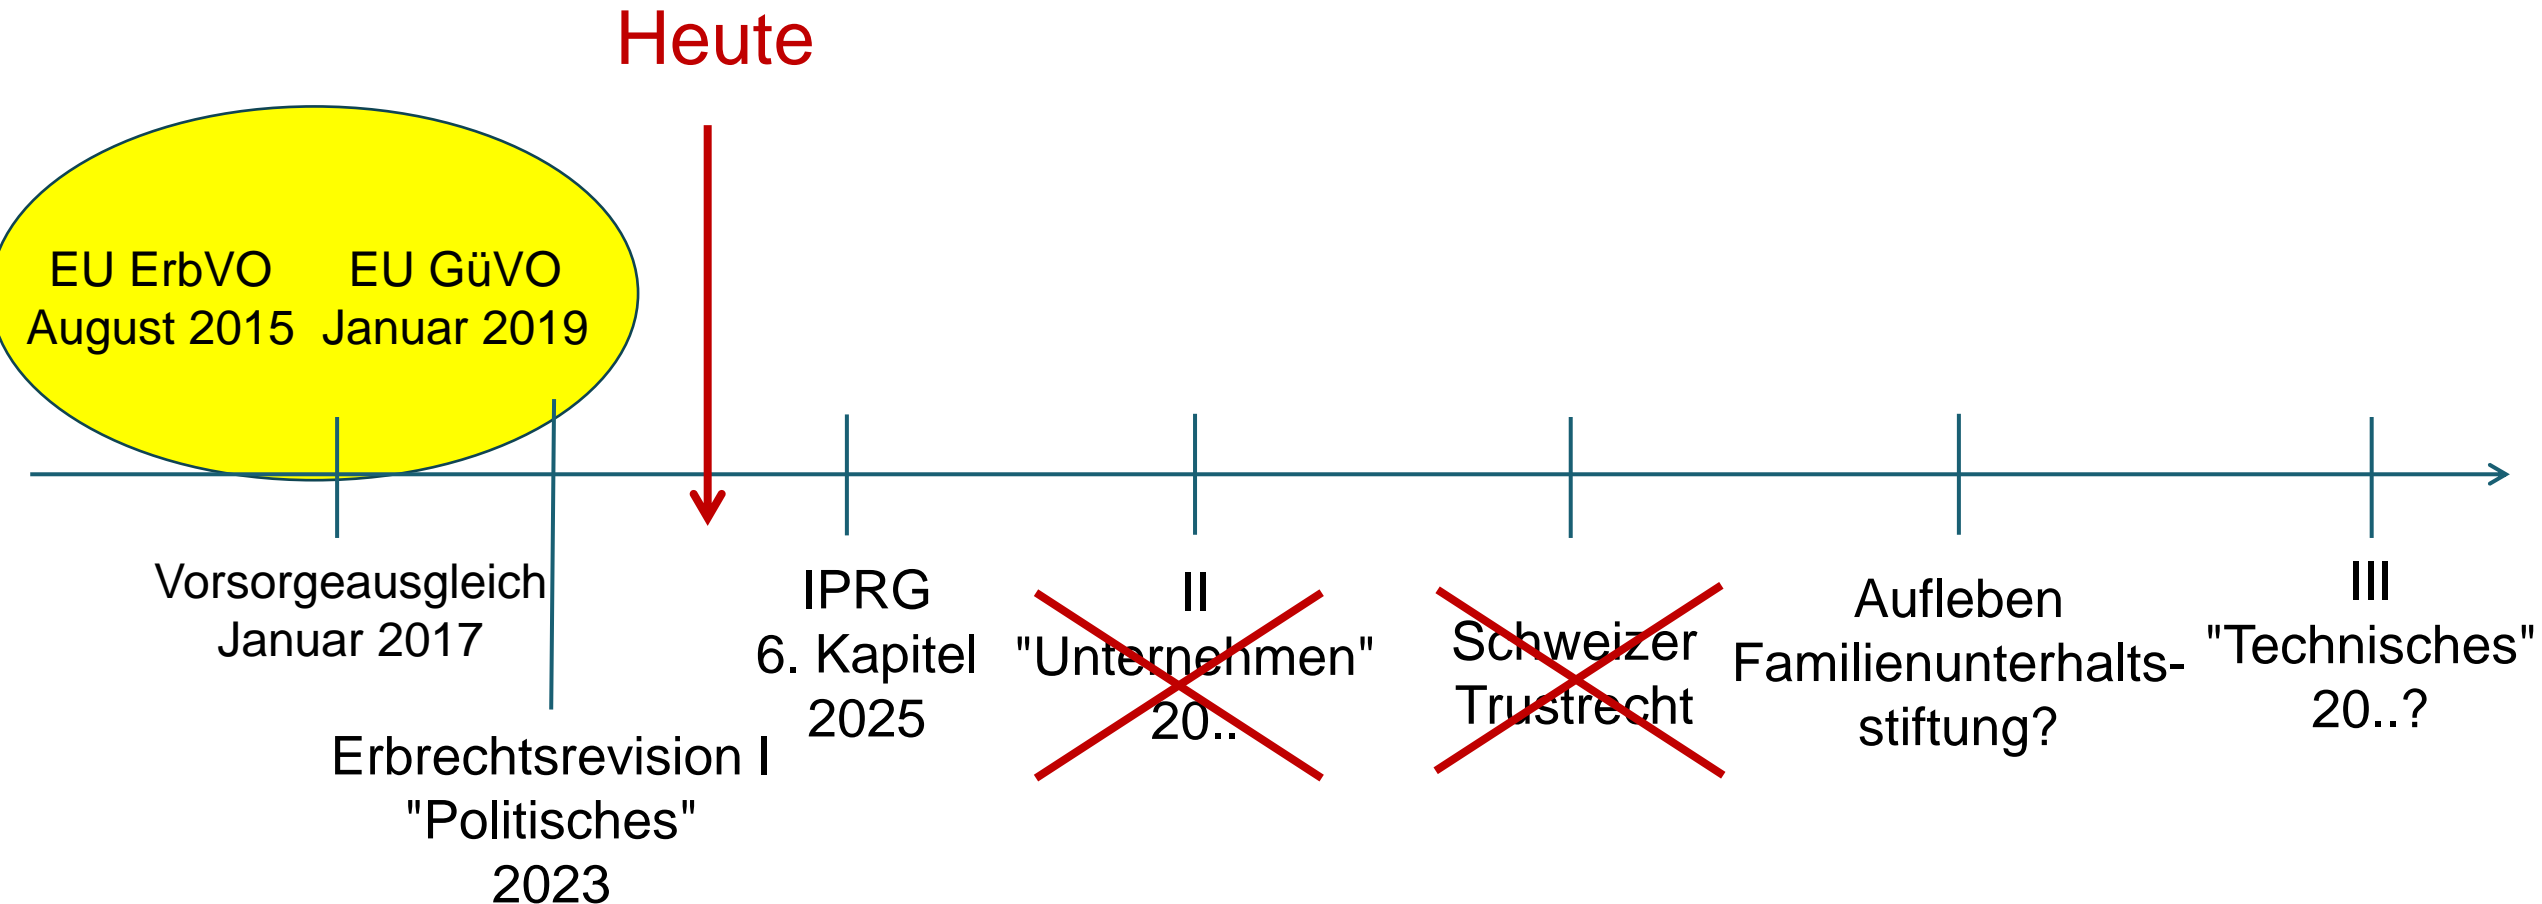 Heute
EU ErbVO
August 2015
EU GüVO
Januar 2019
Vorsorgeausgleich
Januar 2017
Erbrechtsrevision I
"Politisches"
2023
IPRG
6. Kapitel
2025
II
"Unternehmen"
20..
Schweizer
Trustrecht
Aufleben
Familienunterhalts-
stiftung?
III
"Technisches"
20..?